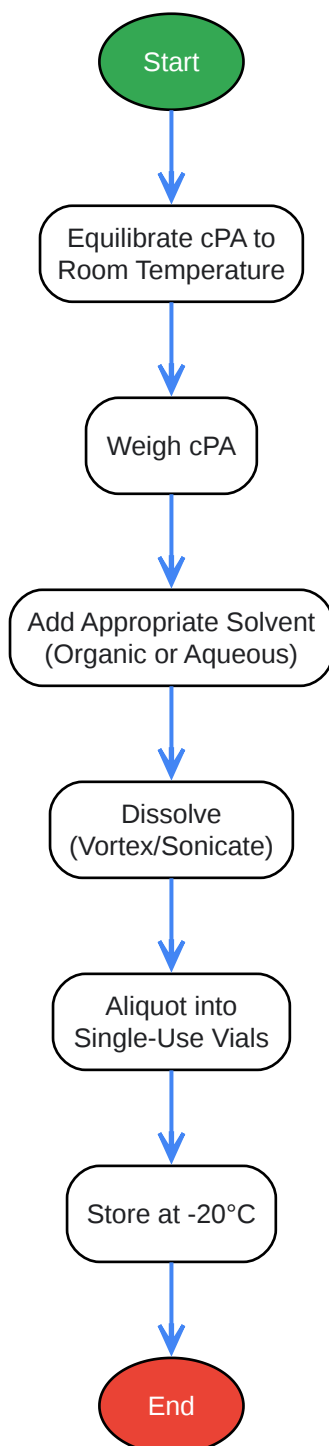 Start
Equilibrate cPA to
Room Temperature
Weigh cPA
Add Appropriate Solvent
(Organic or Aqueous)
Dissolve
(Vortex/Sonicate)
Aliquot into
Single-Use Vials
Store at -20°C
End